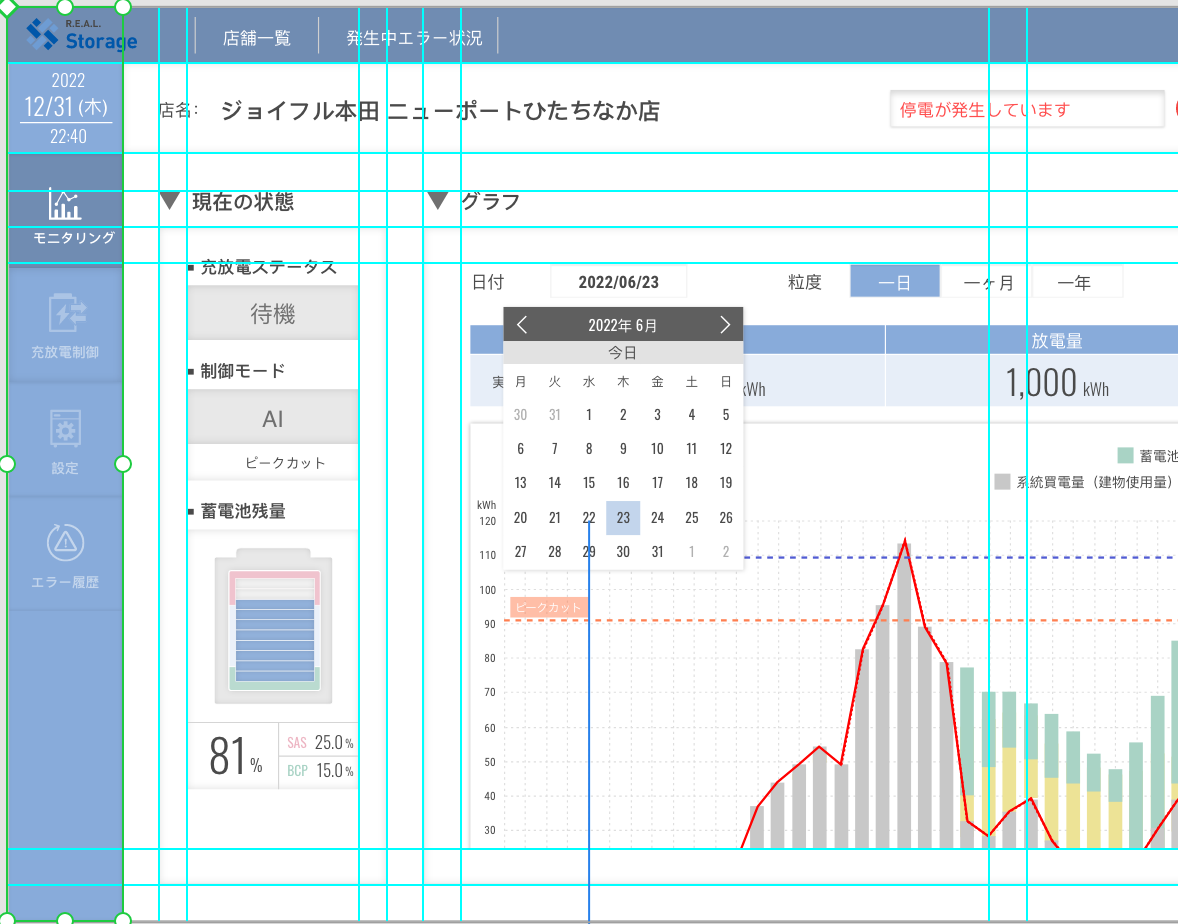 R.E.A.L.
Storage
店舗一覧
発生中エラー状況
2022
12/31 (木)
22:40
店名:
ジョイフル本田 ニューポートひたちなか店
停電が発生しています
モニタリング
充放電制御
設定
エラー履歴
▼ 現在の状態
▼ グラフ
■ 充放電ステータス
待機
■ 制御モード
AI
ピークカット
■ 蓄電池残量
81%
SAS 25.0%
BCP 15.0%
日付
2022/06/23
粒度
一日
一ヶ月
一年
放電量
実
kWh
1,000 kWh
2022年 6月
今日
月 火 水 木 金 土 日
30 31 1 2 3 4 5
6 7 8 9 10 11 12
13 14 15 16 17 18 19
20 21 22 23 24 25 26
27 28 29 30 31 1 2
蓄電池
系統買電量（建物使用量）
kWh
120
110
100
ピークカット
90
80
70
60
50
40
30